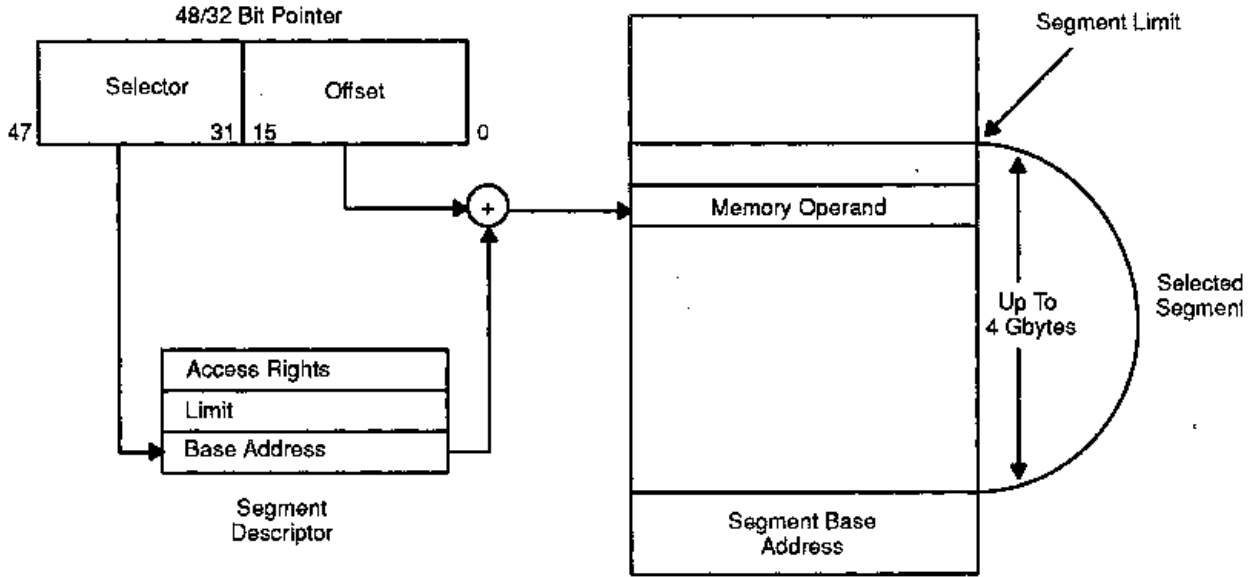 48/32 Bit Pointer
Selector
Offset
47
31
15
0
+
Segment Limit
Memory Operand
Up To
4 Gbytes
Selected
Segment
Access Rights
Limit
Base Address
Segment
Descriptor
Segment Base
Address